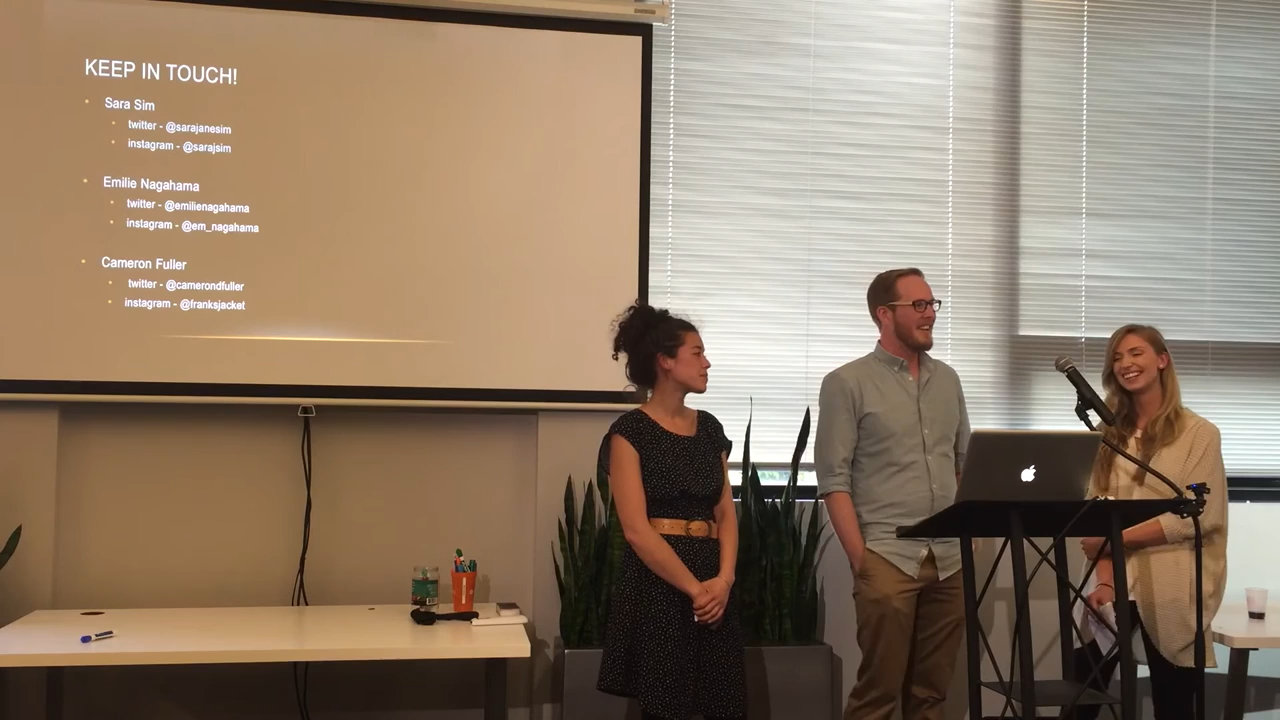 KEEP IN TOUCH!
Sara Sim
twitter - @sarajanesim
instagram - @sarajsim
Emilie Nagahama
twitter - @emilienagahama
instagram - @em_nagahama
Cameron Fuller
twitter - @camerondfuller
instagram - @franksjacket